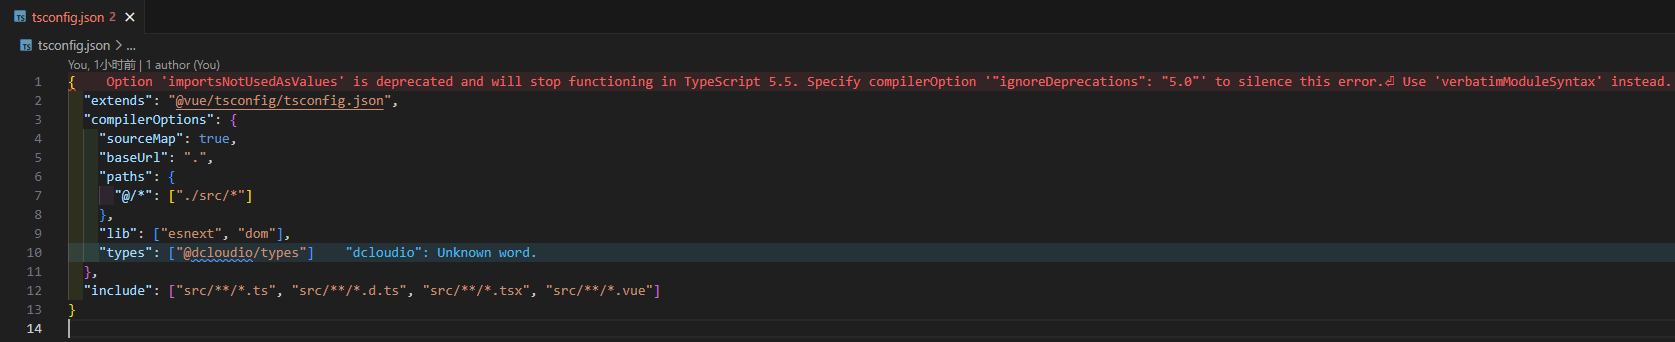 tsconfig.json 2 ×
tsconfig.json > ...
You, 1小时前 | 1 author (You)
1 { Option 'importsNotUsedAsValues' is deprecated and will stop functioning in TypeScript 5.5. Specify compilerOption '"ignoreDeprecations": "5.0"' to silence this error.⏎ Use 'verbatimModuleSyntax' instead.
2 "extends": "@vue/tsconfig/tsconfig.json",
3 "compilerOptions": {
4 "sourceMap": true,
5 "baseUrl": ".",
6 "paths": {
7 "@/*": ["./src/*"]
8 },
9 "lib": ["esnext", "dom"],
10 "types": ["@dcloudio/types"] "dcloudio": Unknown word.
11 },
12 "include": ["src/**/*.ts", "src/**/*.d.ts", "src/**/*.tsx", "src/**/*.vue"]
13 }
14